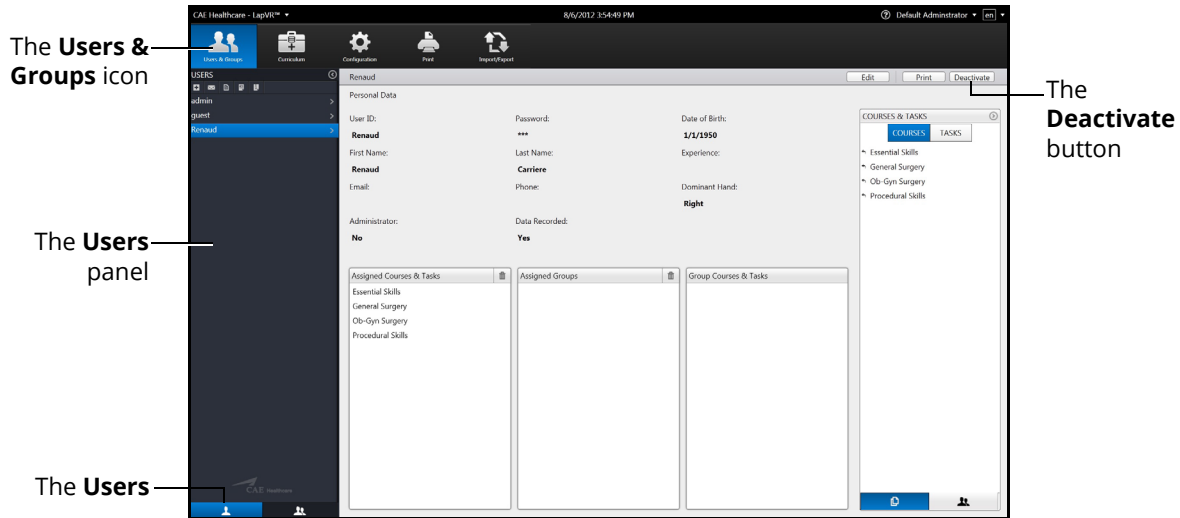 CAE Healthcare - LapVR™
8/6/2012 3:54:49 PM
Default Adminstrator
en
The Users &
Groups icon
Users & Groups
Curriculum
Configuration
Print
Import/Export
USERS
admin
guest
Renaud
Renaud
Edit
Print
Deactivate
The
Deactivate
button
Personal Data
User ID:
Password:
Date of Birth:
Renaud
***
1/1/1950
First Name:
Last Name:
Experience:
Renaud
Carriere
Email:
Phone:
Dominant Hand:
Right
Administrator:
Data Recorded:
No
Yes
COURSES & TASKS
COURSES
TASKS
Essential Skills
General Surgery
Ob-Gyn Surgery
Procedural Skills
The Users
panel
Assigned Courses & Tasks
Assigned Groups
Group Courses & Tasks
Essential Skills
General Surgery
Ob-Gyn Surgery
Procedural Skills
The Users
CAE Healthcare